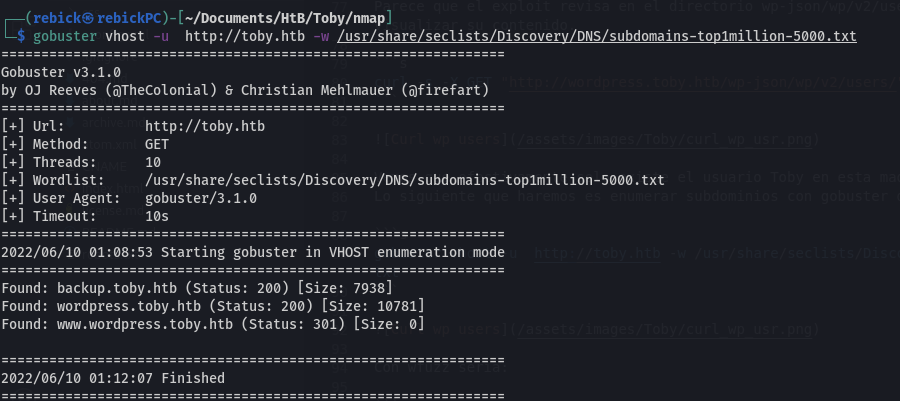 ┌──(rebick㉿rebickPC)-[~/Documents/HtB/Toby/nmap]
└─$ gobuster vhost -u  http://toby.htb -w /usr/share/seclists/Discovery/DNS/subdomains-top1million-5000.txt
===============================================================
Gobuster v3.1.0
by OJ Reeves (@TheColonial) & Christian Mehlmauer (@firefart)
===============================================================
[+] Url:          http://toby.htb
[+] Method:       GET
[+] Threads:      10
[+] Wordlist:     /usr/share/seclists/Discovery/DNS/subdomains-top1million-5000.txt
[+] User Agent:   gobuster/3.1.0
[+] Timeout:      10s
===============================================================
2022/06/10 01:08:53 Starting gobuster in VHOST enumeration mode
===============================================================
Found: backup.toby.htb (Status: 200) [Size: 7938]
Found: wordpress.toby.htb (Status: 200) [Size: 10781]
Found: www.wordpress.toby.htb (Status: 301) [Size: 0]
===============================================================
2022/06/10 01:12:07 Finished
===============================================================